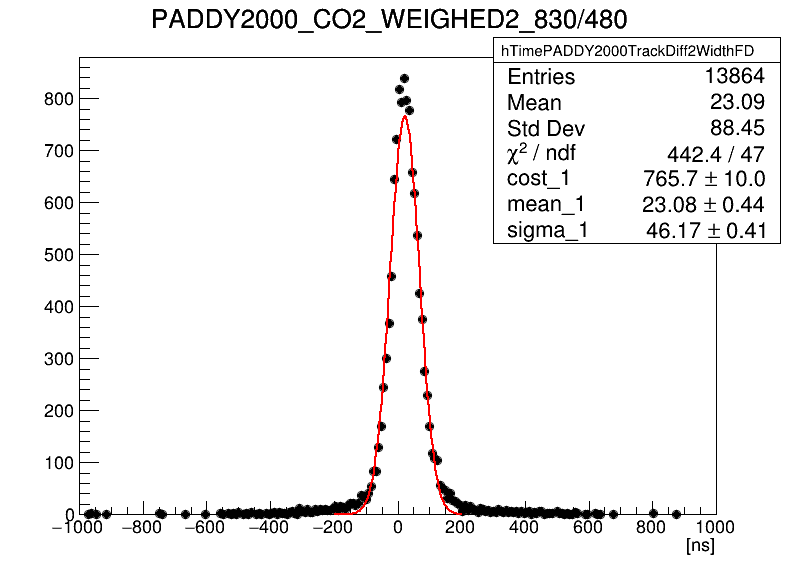 PADDY2000_CO2_WEIGHED2_830/480
hTimePADDY2000TrackDiff2WidthFD
Entries 13864
Mean 23.09
Std Dev 88.45
χ² / ndf 442.4 / 47
cost_1 765.7 ± 10.0
mean_1 23.08 ± 0.44
sigma_1 46.17 ± 0.41
800
700
600
500
400
300
200
100
0
−1000 −800 −600 −400 −200 0 200 400 600 800 1000
[ns]